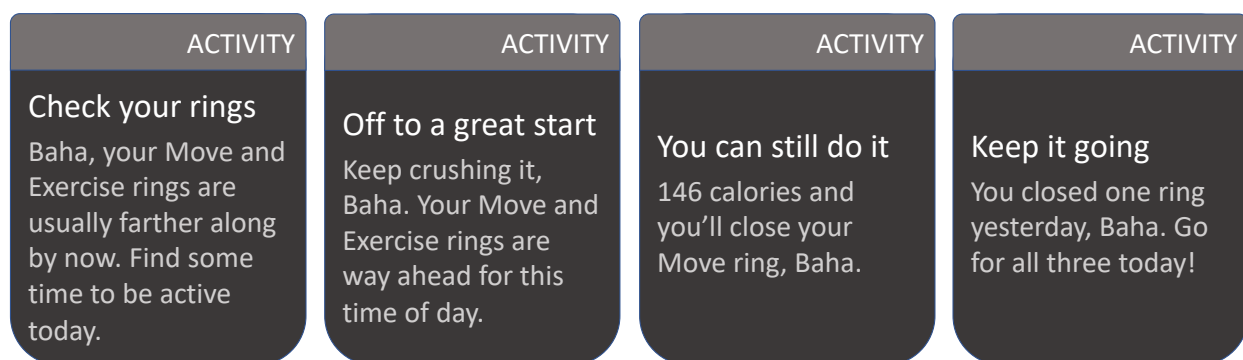 ACTIVITY
Check your rings
Baha, your Move and
Exercise rings are
usually farther along
by now. Find some
time to be active
today.
ACTIVITY
Off to a great start
Keep crushing it,
Baha. Your Move and
Exercise rings are
way ahead for this
time of day.
ACTIVITY
You can still do it
146 calories and
you’ll close your
Move ring, Baha.
ACTIVITY
Keep it going
You closed one ring
yesterday, Baha. Go
for all three today!